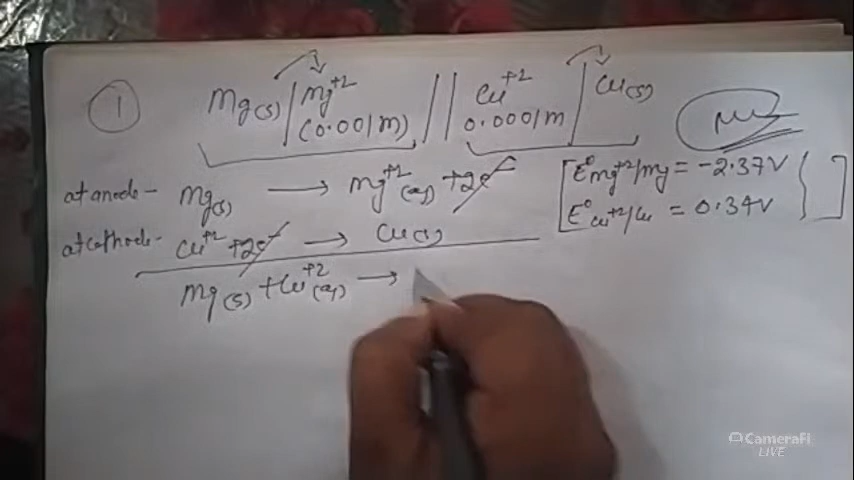 1 Mg(s) | Mg+2 (0.001M) || Cu+2 0.0001M | Cu(s)
at anode - Mg(s) → Mg+2(aq) + 2e-
at cathode - Cu+2 + 2e- → Cu(s)
Mg(s) + Cu+2(aq) →
[E°Mg+2/Mg = -2.37V
E°Cu+2/Cu = 0.34V ]
CameraFi
LIVE